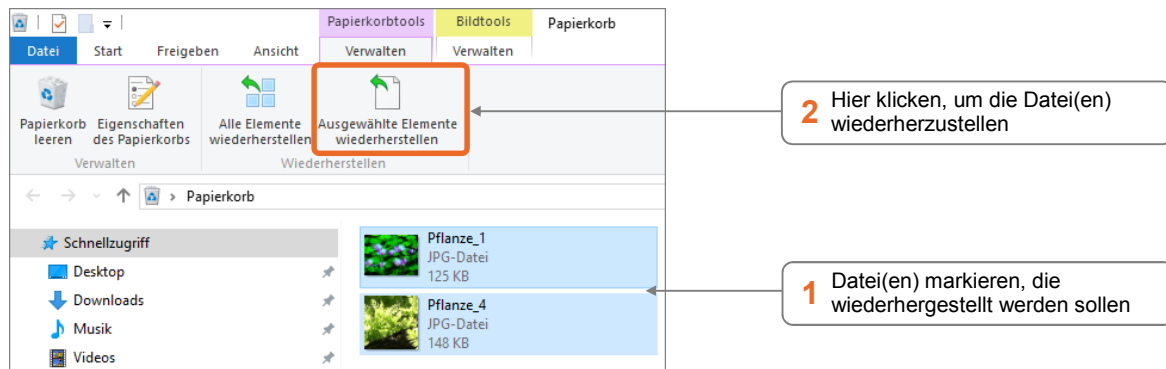 Papierkorbtools Bildtools Papierkorb
Datei Start Freigeben Ansicht Verwalten Verwalten
Papierkorb leeren
Eigenschaften des Papierkorbs
Alle Elemente wiederherstellen
Ausgewählte Elemente wiederherstellen
Verwalten Wiederherstellen
2 Hier klicken, um die Datei(en)
wiederherzustellen
Papierkorb
Schnellzugriff
Desktop
Downloads
Musik
Videos
Pflanze_1
JPG-Datei
125 KB
Pflanze_4
JPG-Datei
148 KB
1 Datei(en) markieren, die
wiederhergestellt werden sollen